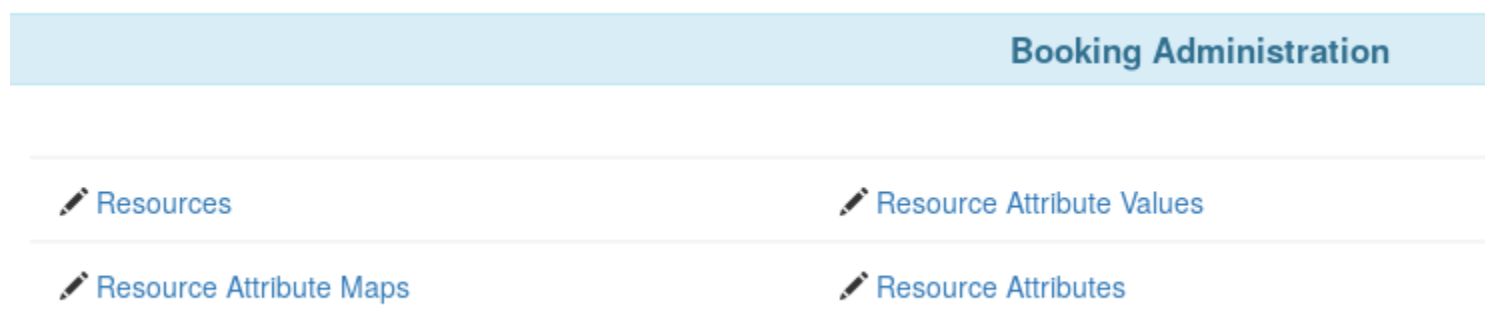 Booking Administration
Resources Resource Attribute Values
Resource Attribute Maps Resource Attributes